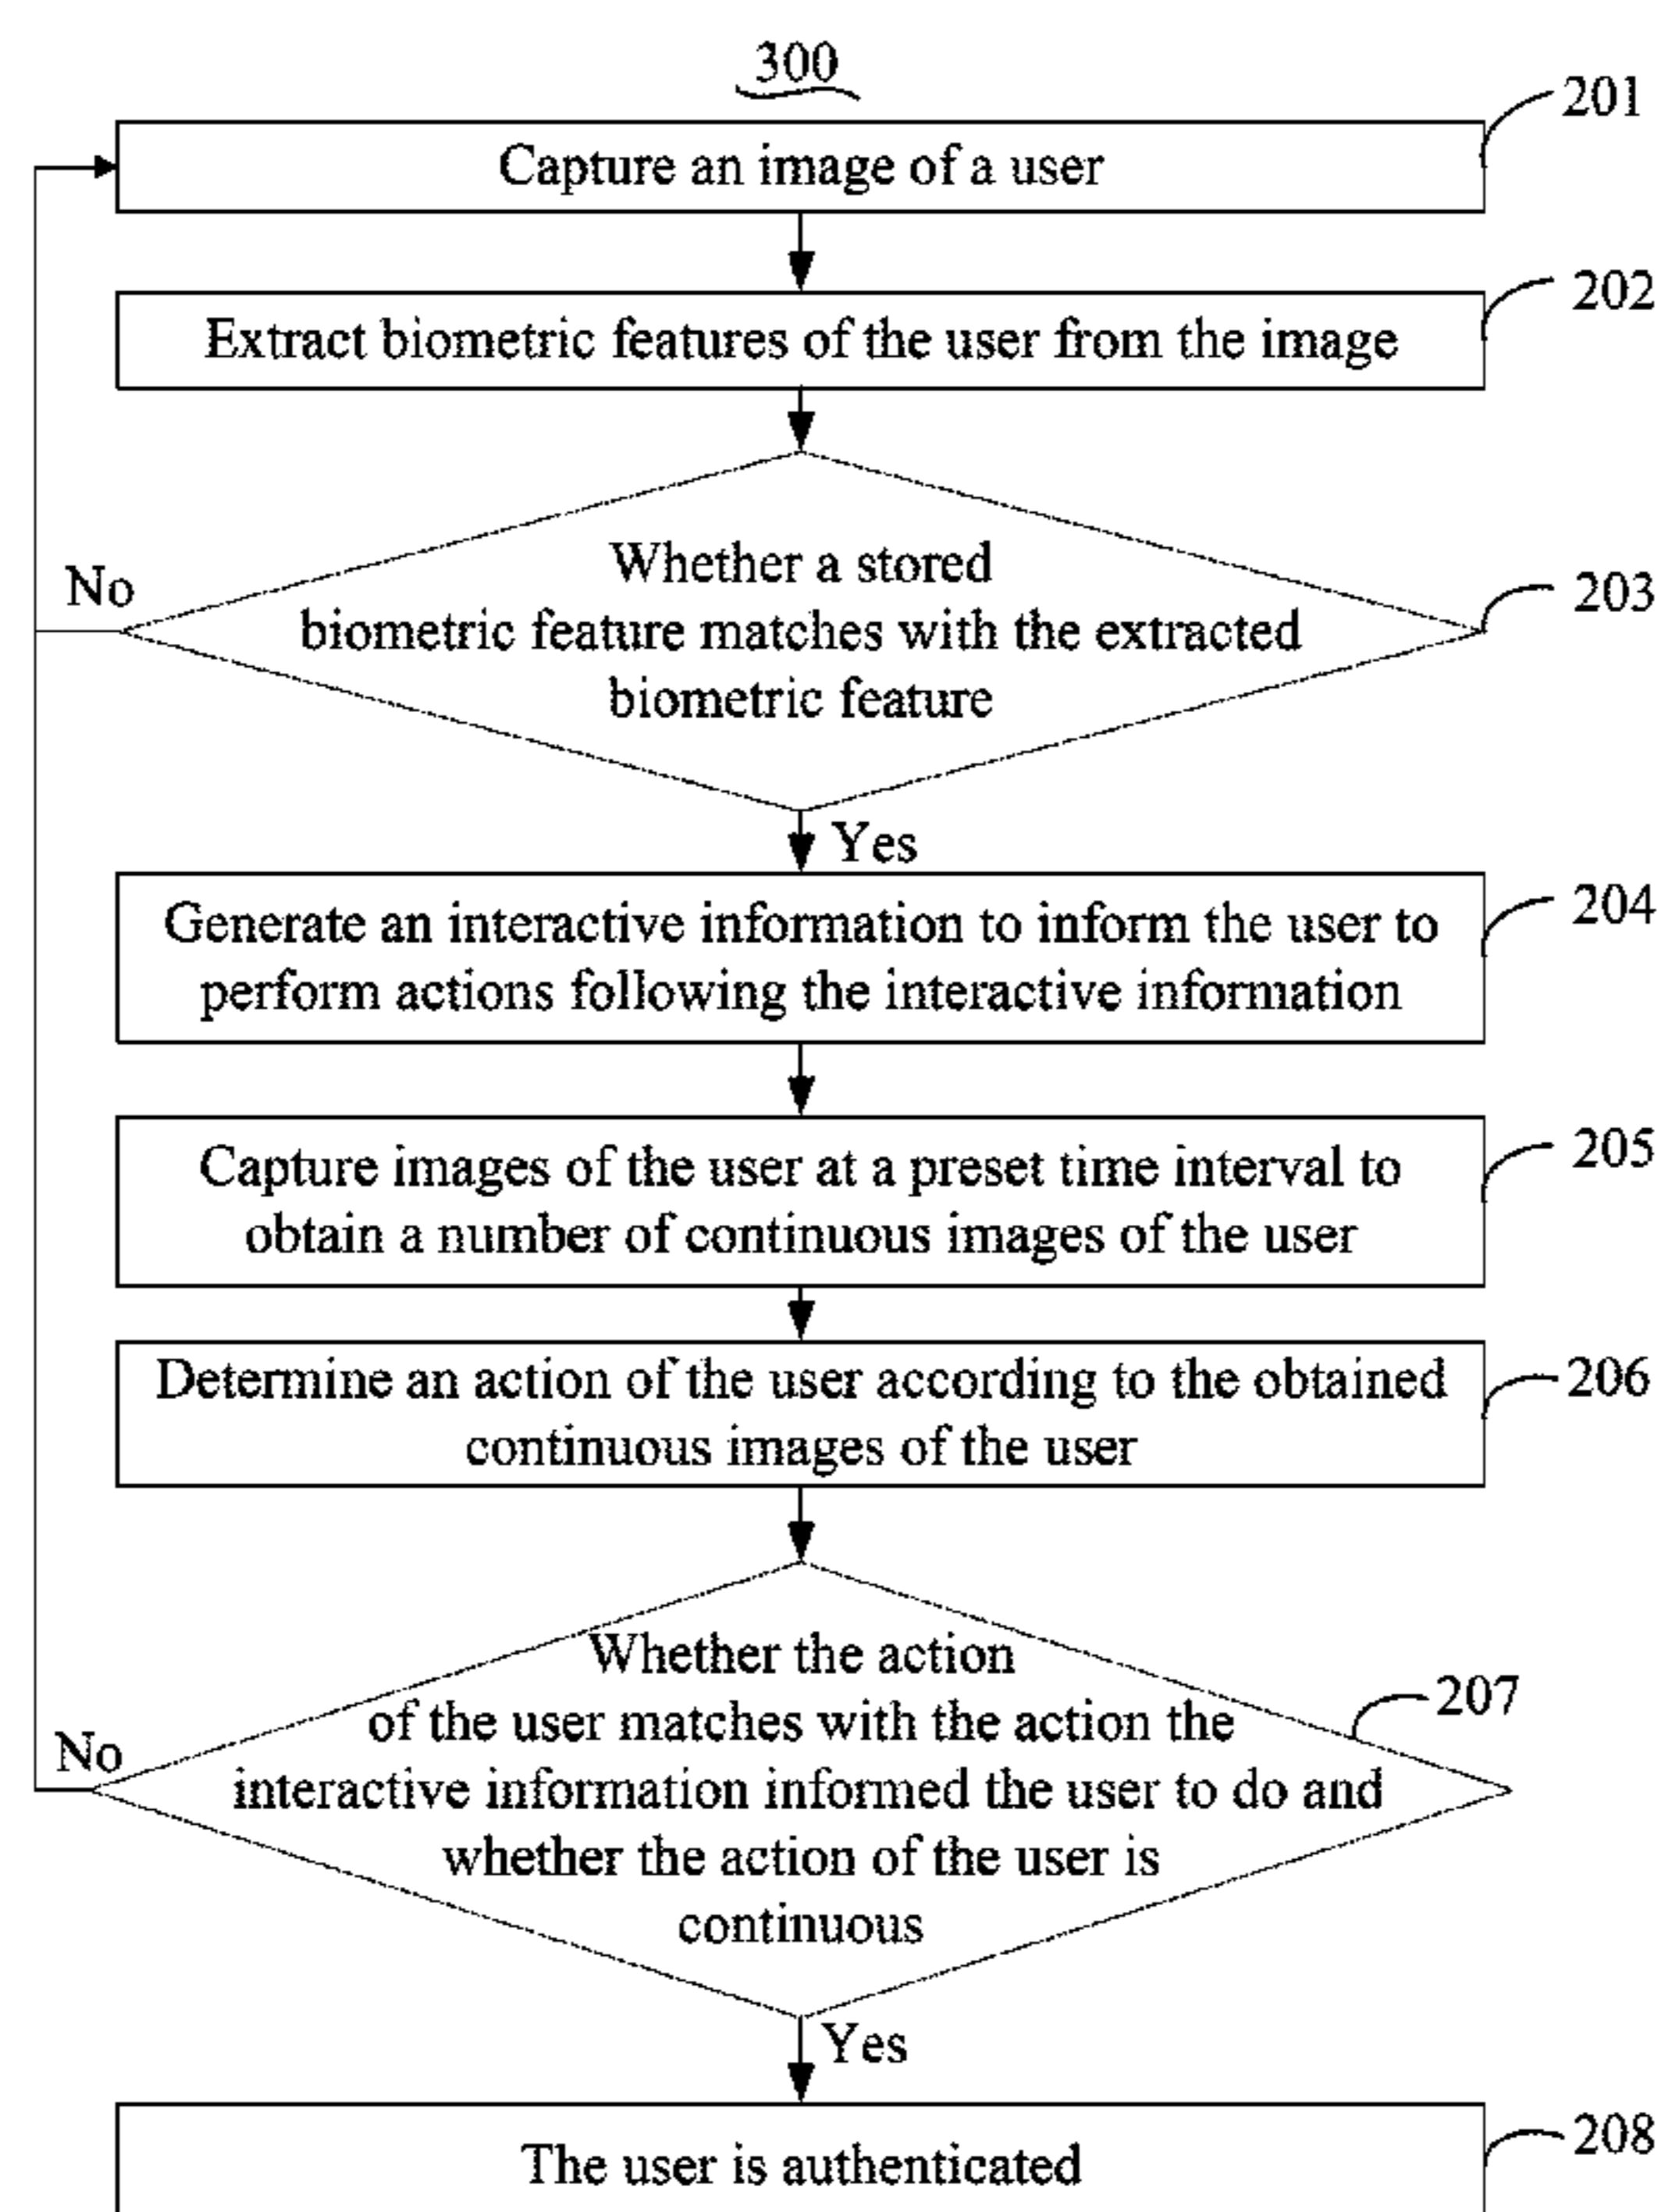 300
201
Capture an image of a user
202
Extract biometric features of the user from the image
Whether a stored
biometric feature matches with the extracted
biometric feature
203
No
Yes
204
Generate an interactive information to inform the user to
perform actions following the interactive information
205
Capture images of the user at a preset time interval to
obtain a number of continuous images of the user
206
Determine an action of the user according to the obtained
continuous images of the user
Whether the action
of the user matches with the action the
interactive information informed the user to do and
whether the action of the user is
continuous
207
No
Yes
208
The user is authenticated